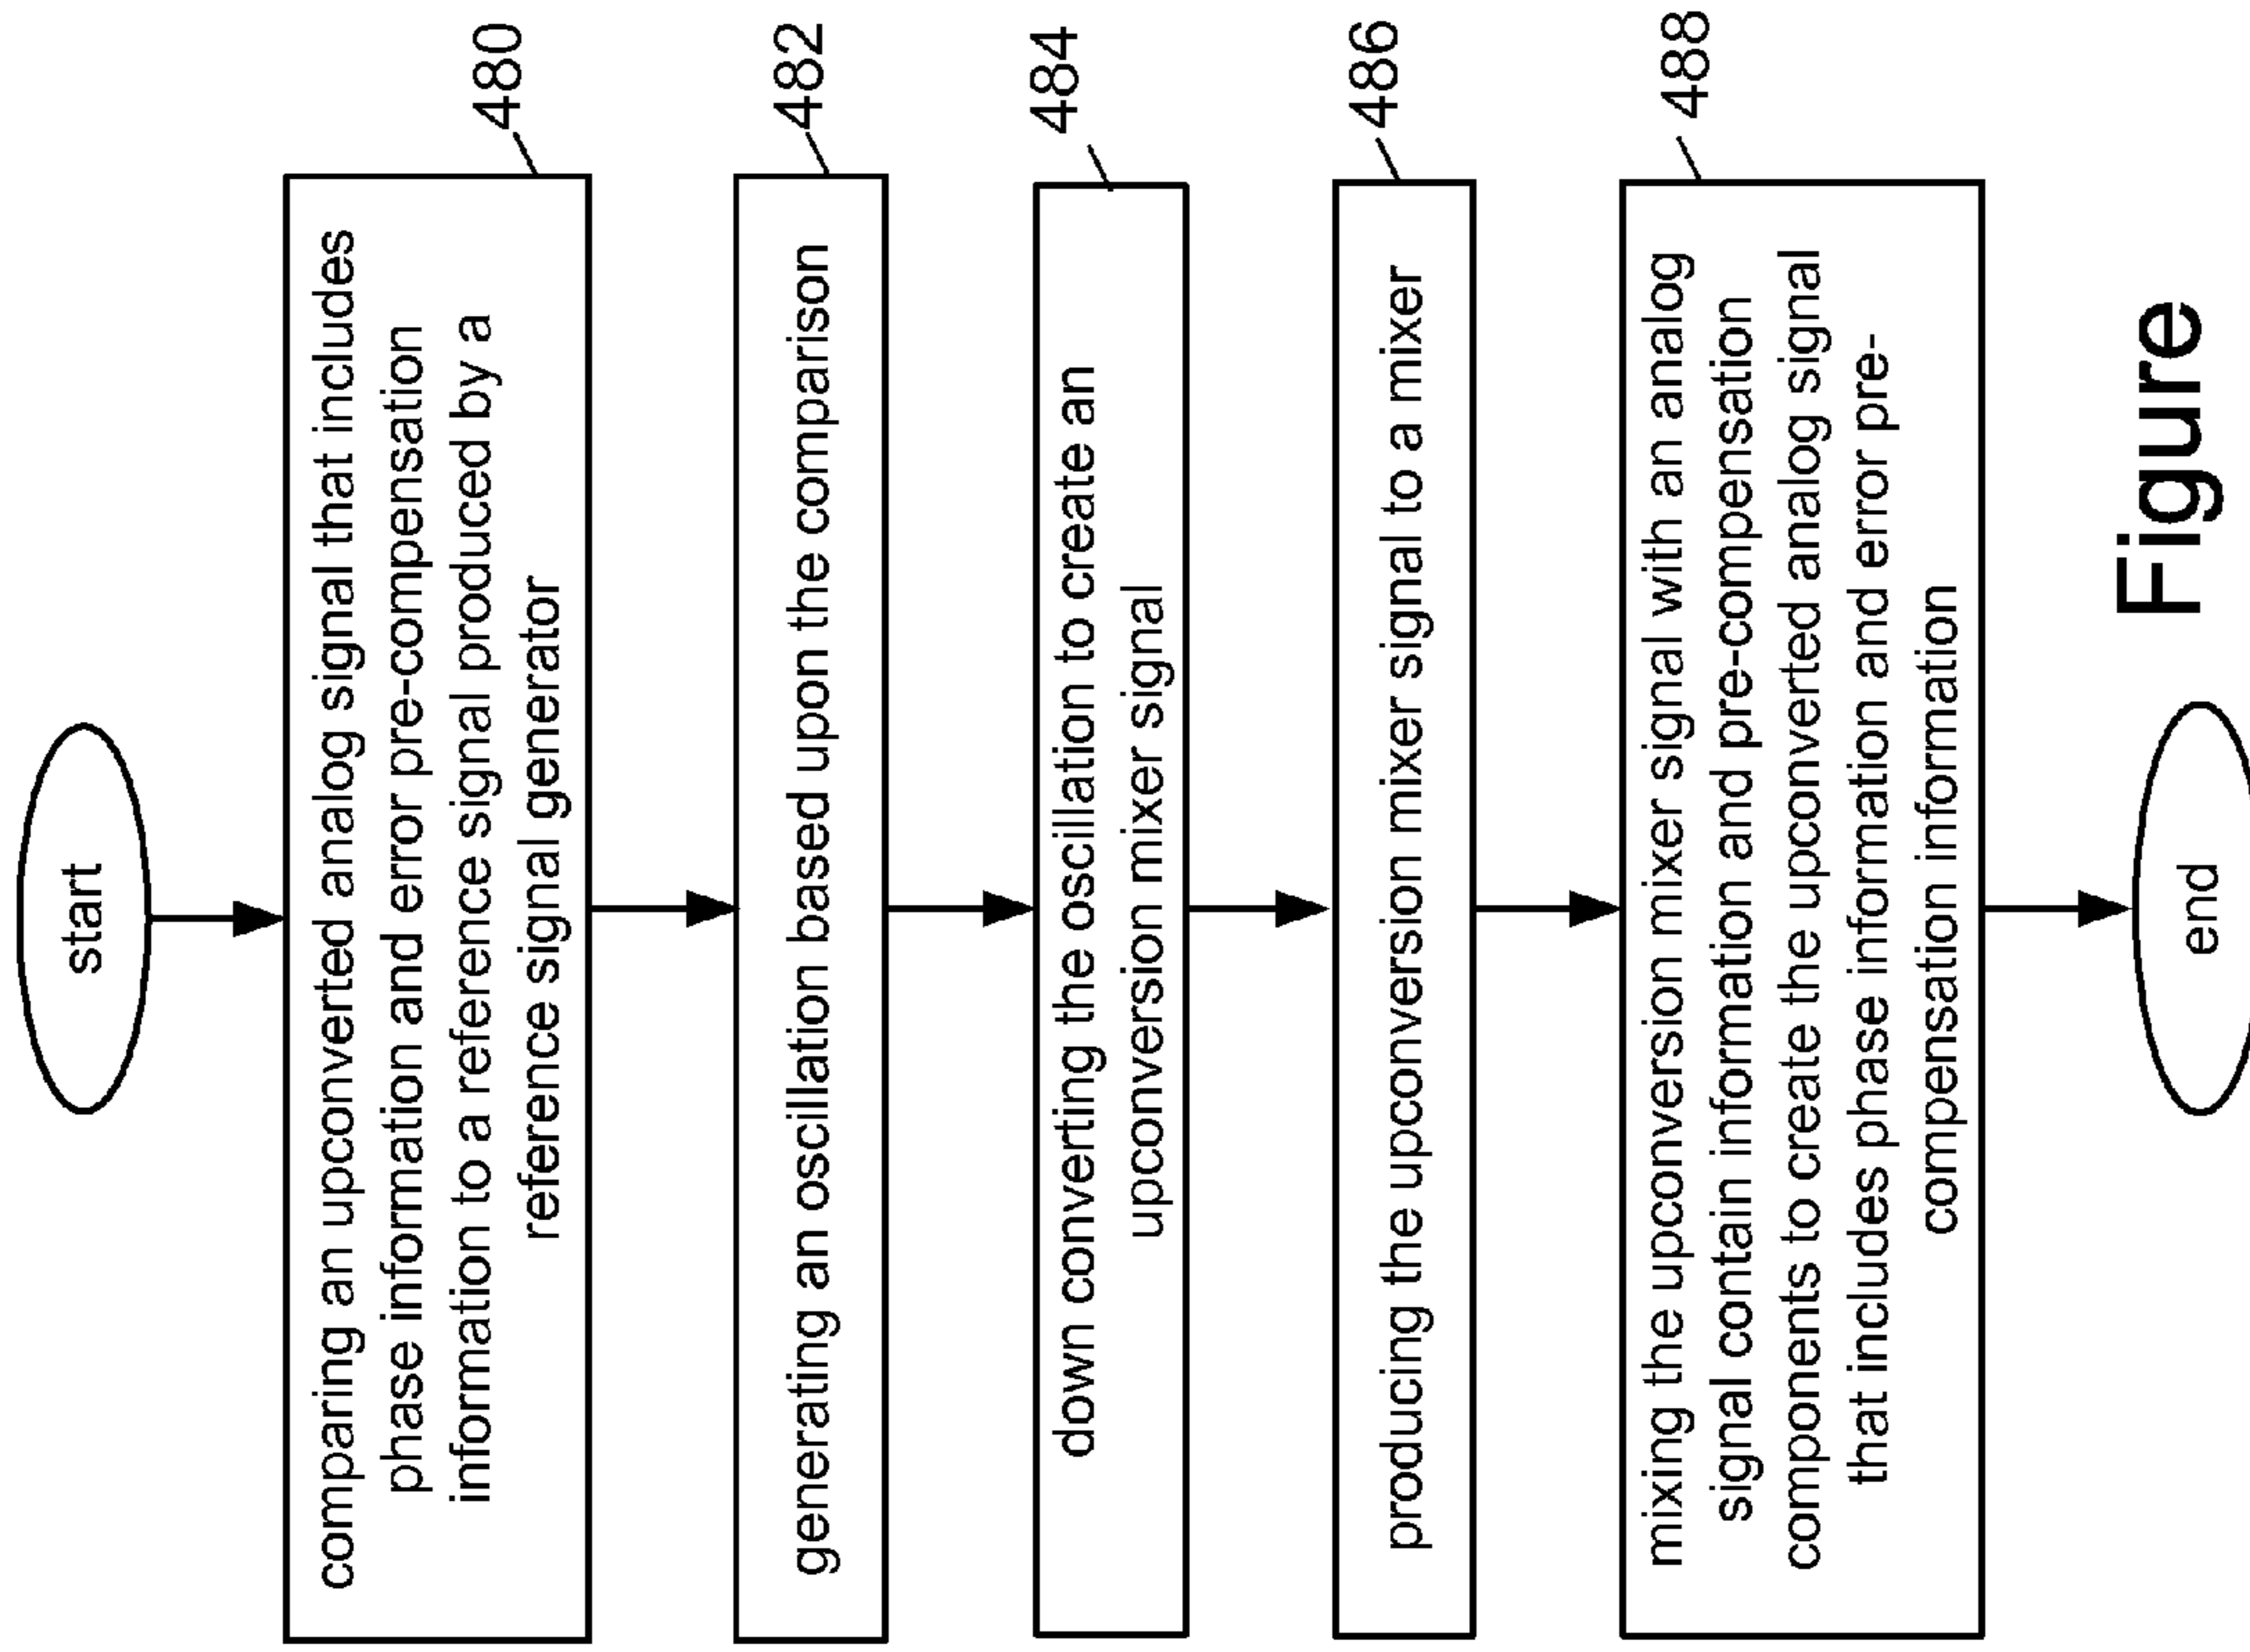 start
comparing an upconverted analog signal that includes
phase information and error pre-compensation
information to a reference signal produced by a
reference signal generator
480
generating an oscillation based upon the comparison
482
down converting the oscillation to create an
upconversion mixer signal
484
producing the upconversion mixer signal to a mixer
486
mixing the upconversion mixer signal with an analog
signal contain information and pre-compensation
components to create the upconverted analog signal
that includes phase information and error pre-
compensation information
488
end
Figure